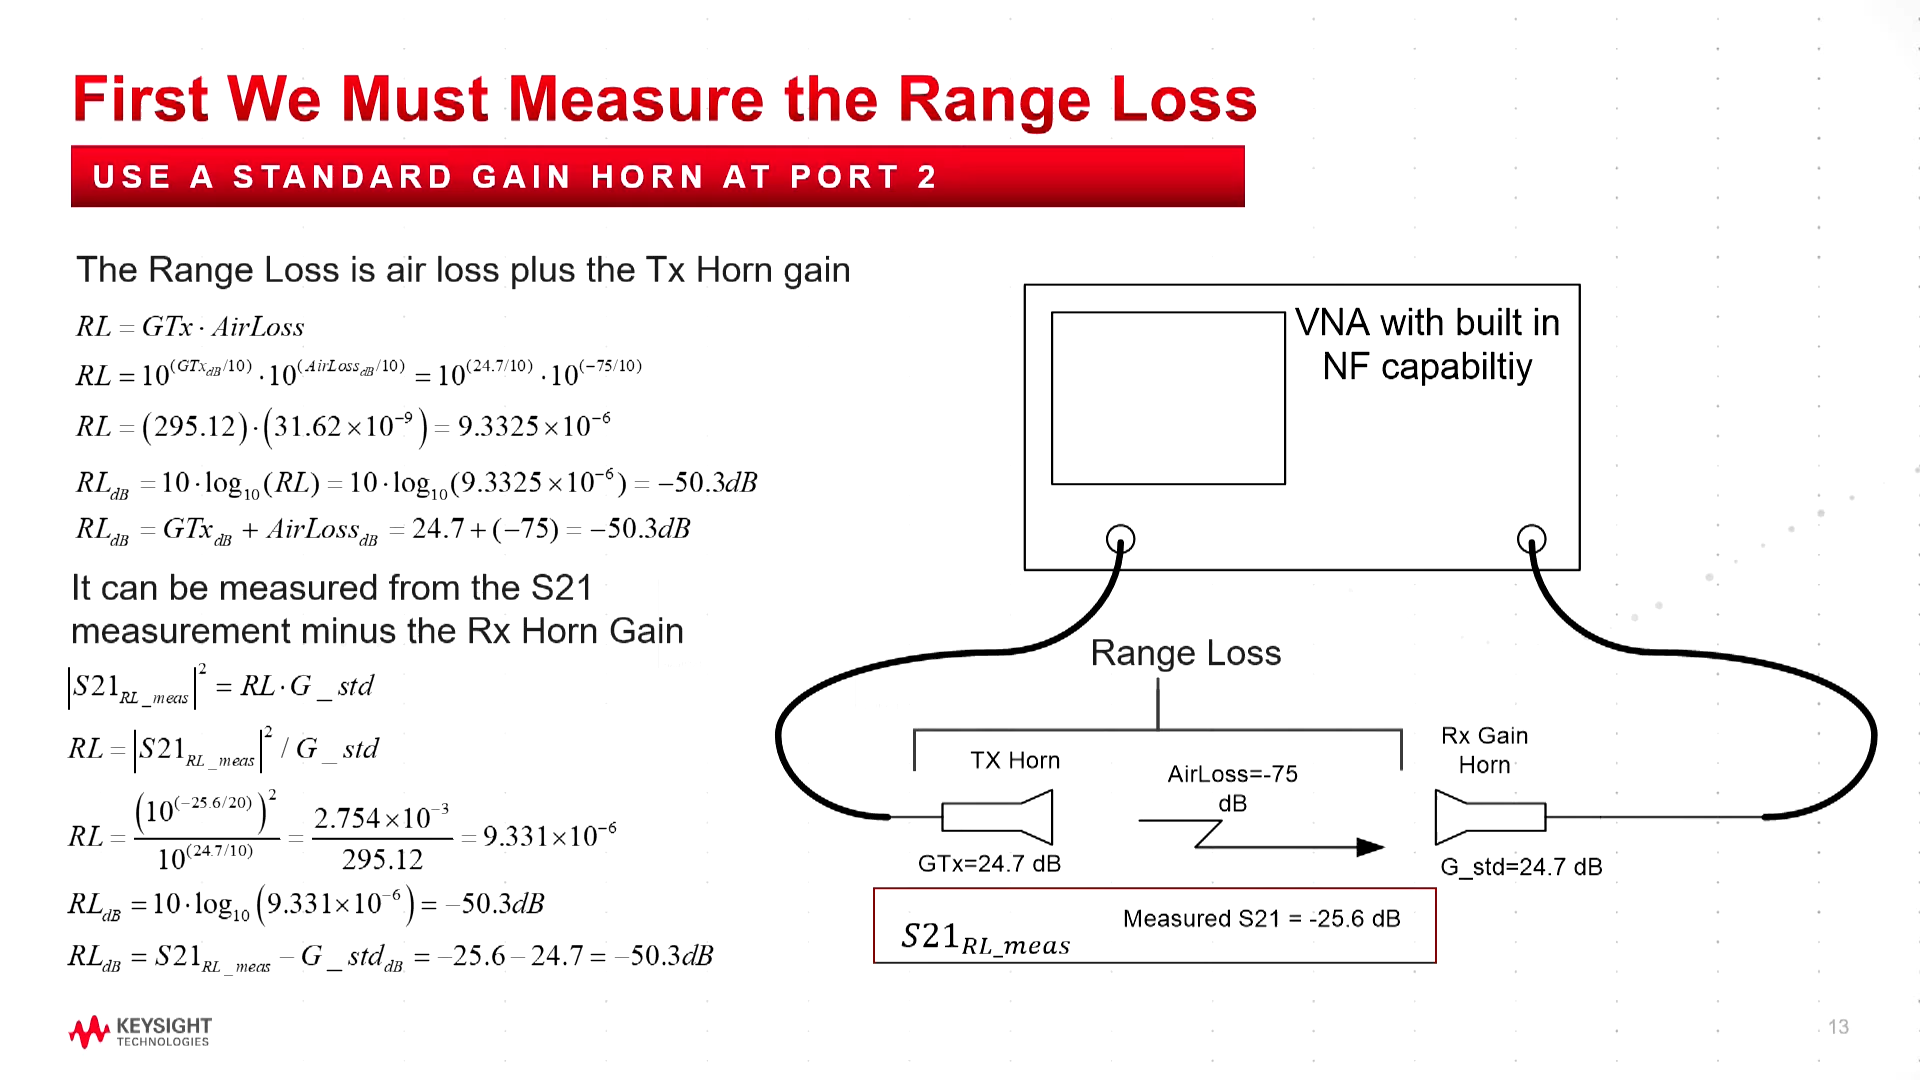 First We Must Measure the Range Loss
USE A STANDARD GAIN HORN AT PORT 2
The Range Loss is air loss plus the Tx Horn gain
RL = GTx · AirLoss
RL = 10^(GTx_dB/10) · 10^(AirLoss_dB/10) = 10^(24.7/10) · 10^(−75/10)
RL = (295.12) · (31.62×10^−9) = 9.3325×10^−6
RL_dB = 10 · log_10(RL) = 10 · log_10(9.3325×10^−6) = −50.3dB
RL_dB = GTx_dB + AirLoss_dB = 24.7 + (−75) = −50.3dB
It can be measured from the S21
measurement minus the Rx Horn Gain
|S21_RL_meas|^2 = RL · G_std
RL = |S21_RL_meas|^2 / G_std
RL = (10^(−25.6/20))^2 / 10^(24.7/10) = 2.754×10^−3 / 295.12 = 9.331×10^−6
RL_dB = 10 · log_10(9.331×10^−6) = −50.3dB
RL_dB = S21_RL_meas − G_std_dB = −25.6 − 24.7 = −50.3dB
VNA with built in
NF capabiltiy
Range Loss
TX Horn
AirLoss=-75
dB
Rx Gain
Horn
GTx=24.7 dB
G_std=24.7 dB
S21_RL_meas
Measured S21 = -25.6 dB
KEYSIGHT
TECHNOLOGIES
13